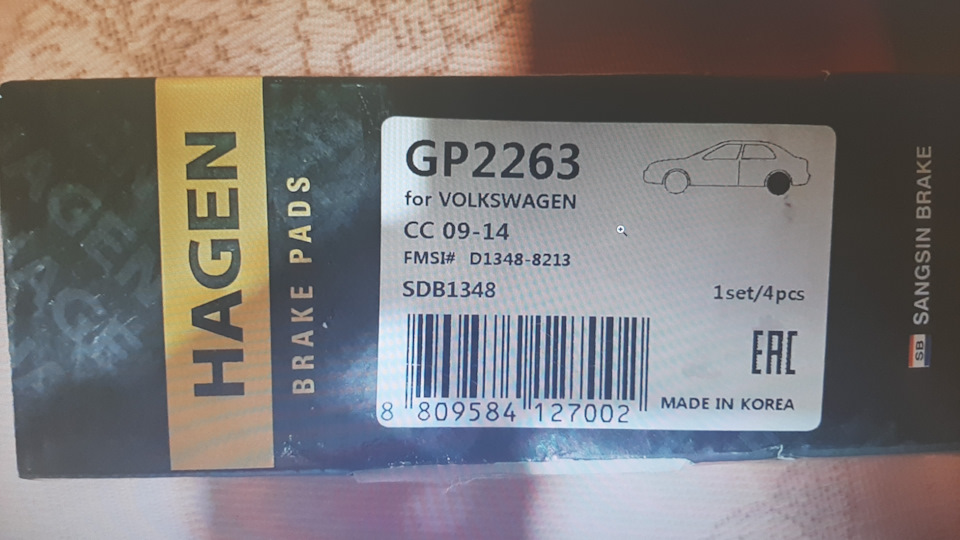 HAGEN
BRAKE PADS
GP2263
for VOLKSWAGEN
CC 09-14
FMSI# D1348-8213
SDB1348
1set/4pcs
8 809584 127002
EAC
MADE IN KOREA
SB SANGSIN BRAKE